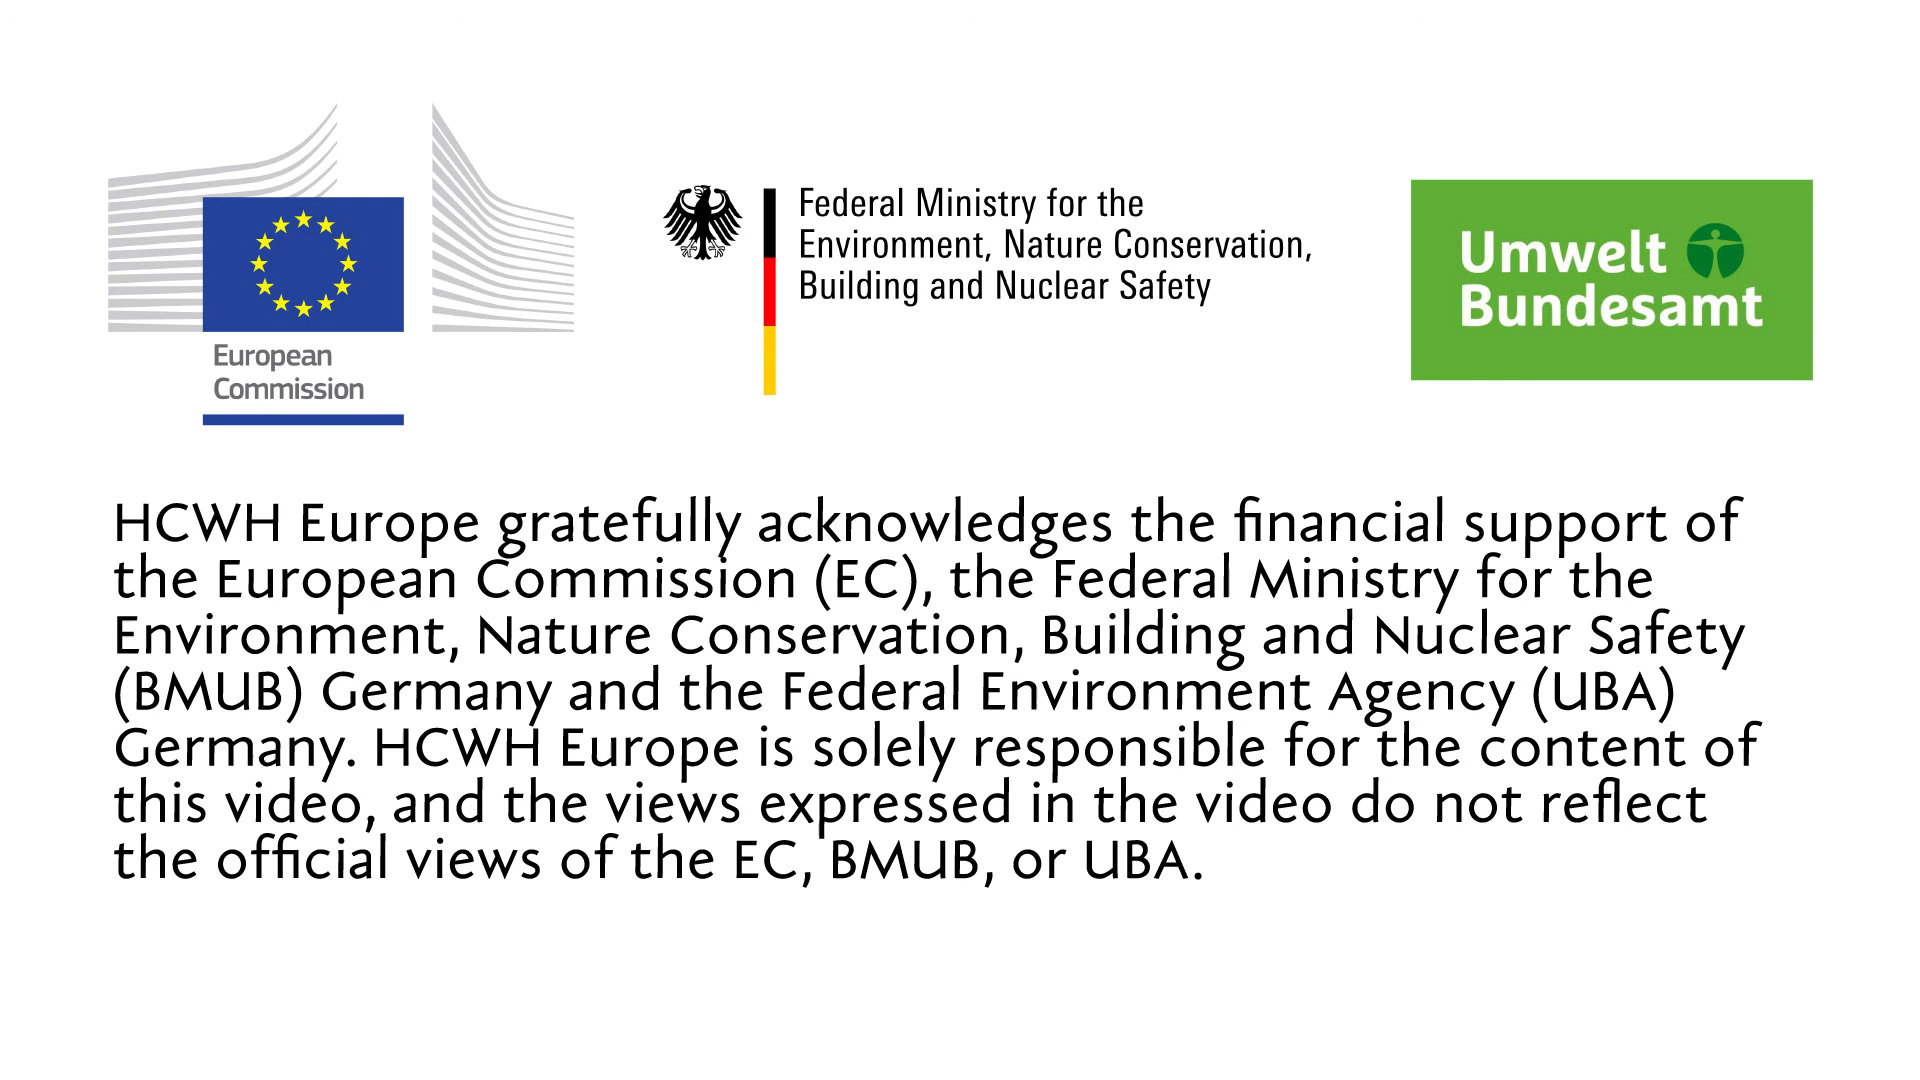 European
Commission
Federal Ministry for the
Environment, Nature Conservation,
Building and Nuclear Safety
Umwelt
Bundesamt
HCWH Europe gratefully acknowledges the financial support of
the European Commission (EC), the Federal Ministry for the
Environment, Nature Conservation, Building and Nuclear Safety
(BMUB) Germany and the Federal Environment Agency (UBA)
Germany. HCWH Europe is solely responsible for the content of
this video, and the views expressed in the video do not reflect
the official views of the EC, BMUB, or UBA.